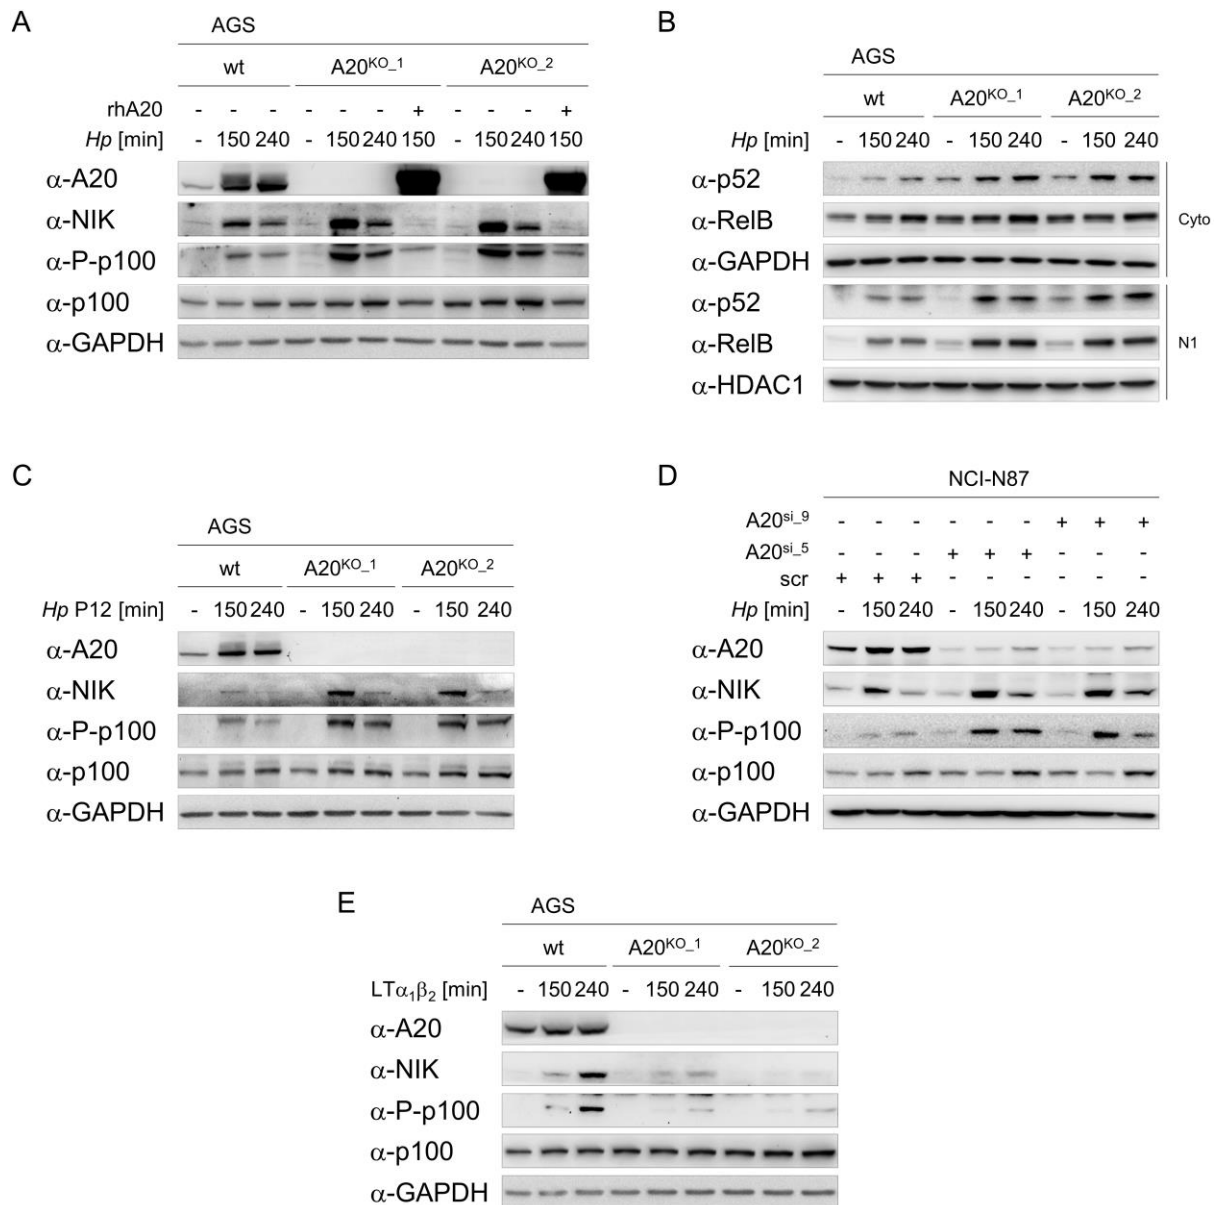 A
AGS
wt A20KO_1 A20KO_2
rhA20 - - - - - - + - - - +
Hp [min] - 150 240 - 150 240 150 - 150 240 150
α-A20
α-NIK
α-P-p100
α-p100
α-GAPDH
B
AGS
wt A20KO_1 A20KO_2
Hp [min] - 150 240 - 150 240 - 150 240
α-p52
α-RelB
α-GAPDH
Cyto
α-p52
α-RelB
α-HDAC1
N1
C
AGS
wt A20KO_1 A20KO_2
Hp P12 [min] - 150 240 - 150 240 - 150 240
α-A20
α-NIK
α-P-p100
α-p100
α-GAPDH
D
NCI-N87
A20si_9 - - - - - - + + +
A20si_5 - - - + + + - - -
scr + + + - - - - - -
Hp [min] - 150 240 - 150 240 - 150 240
α-A20
α-NIK
α-P-p100
α-p100
α-GAPDH
E
AGS
wt A20KO_1 A20KO_2
LTα1β2 [min] - 150 240 - 150 240 - 150 240
α-A20
α-NIK
α-P-p100
α-p100
α-GAPDH